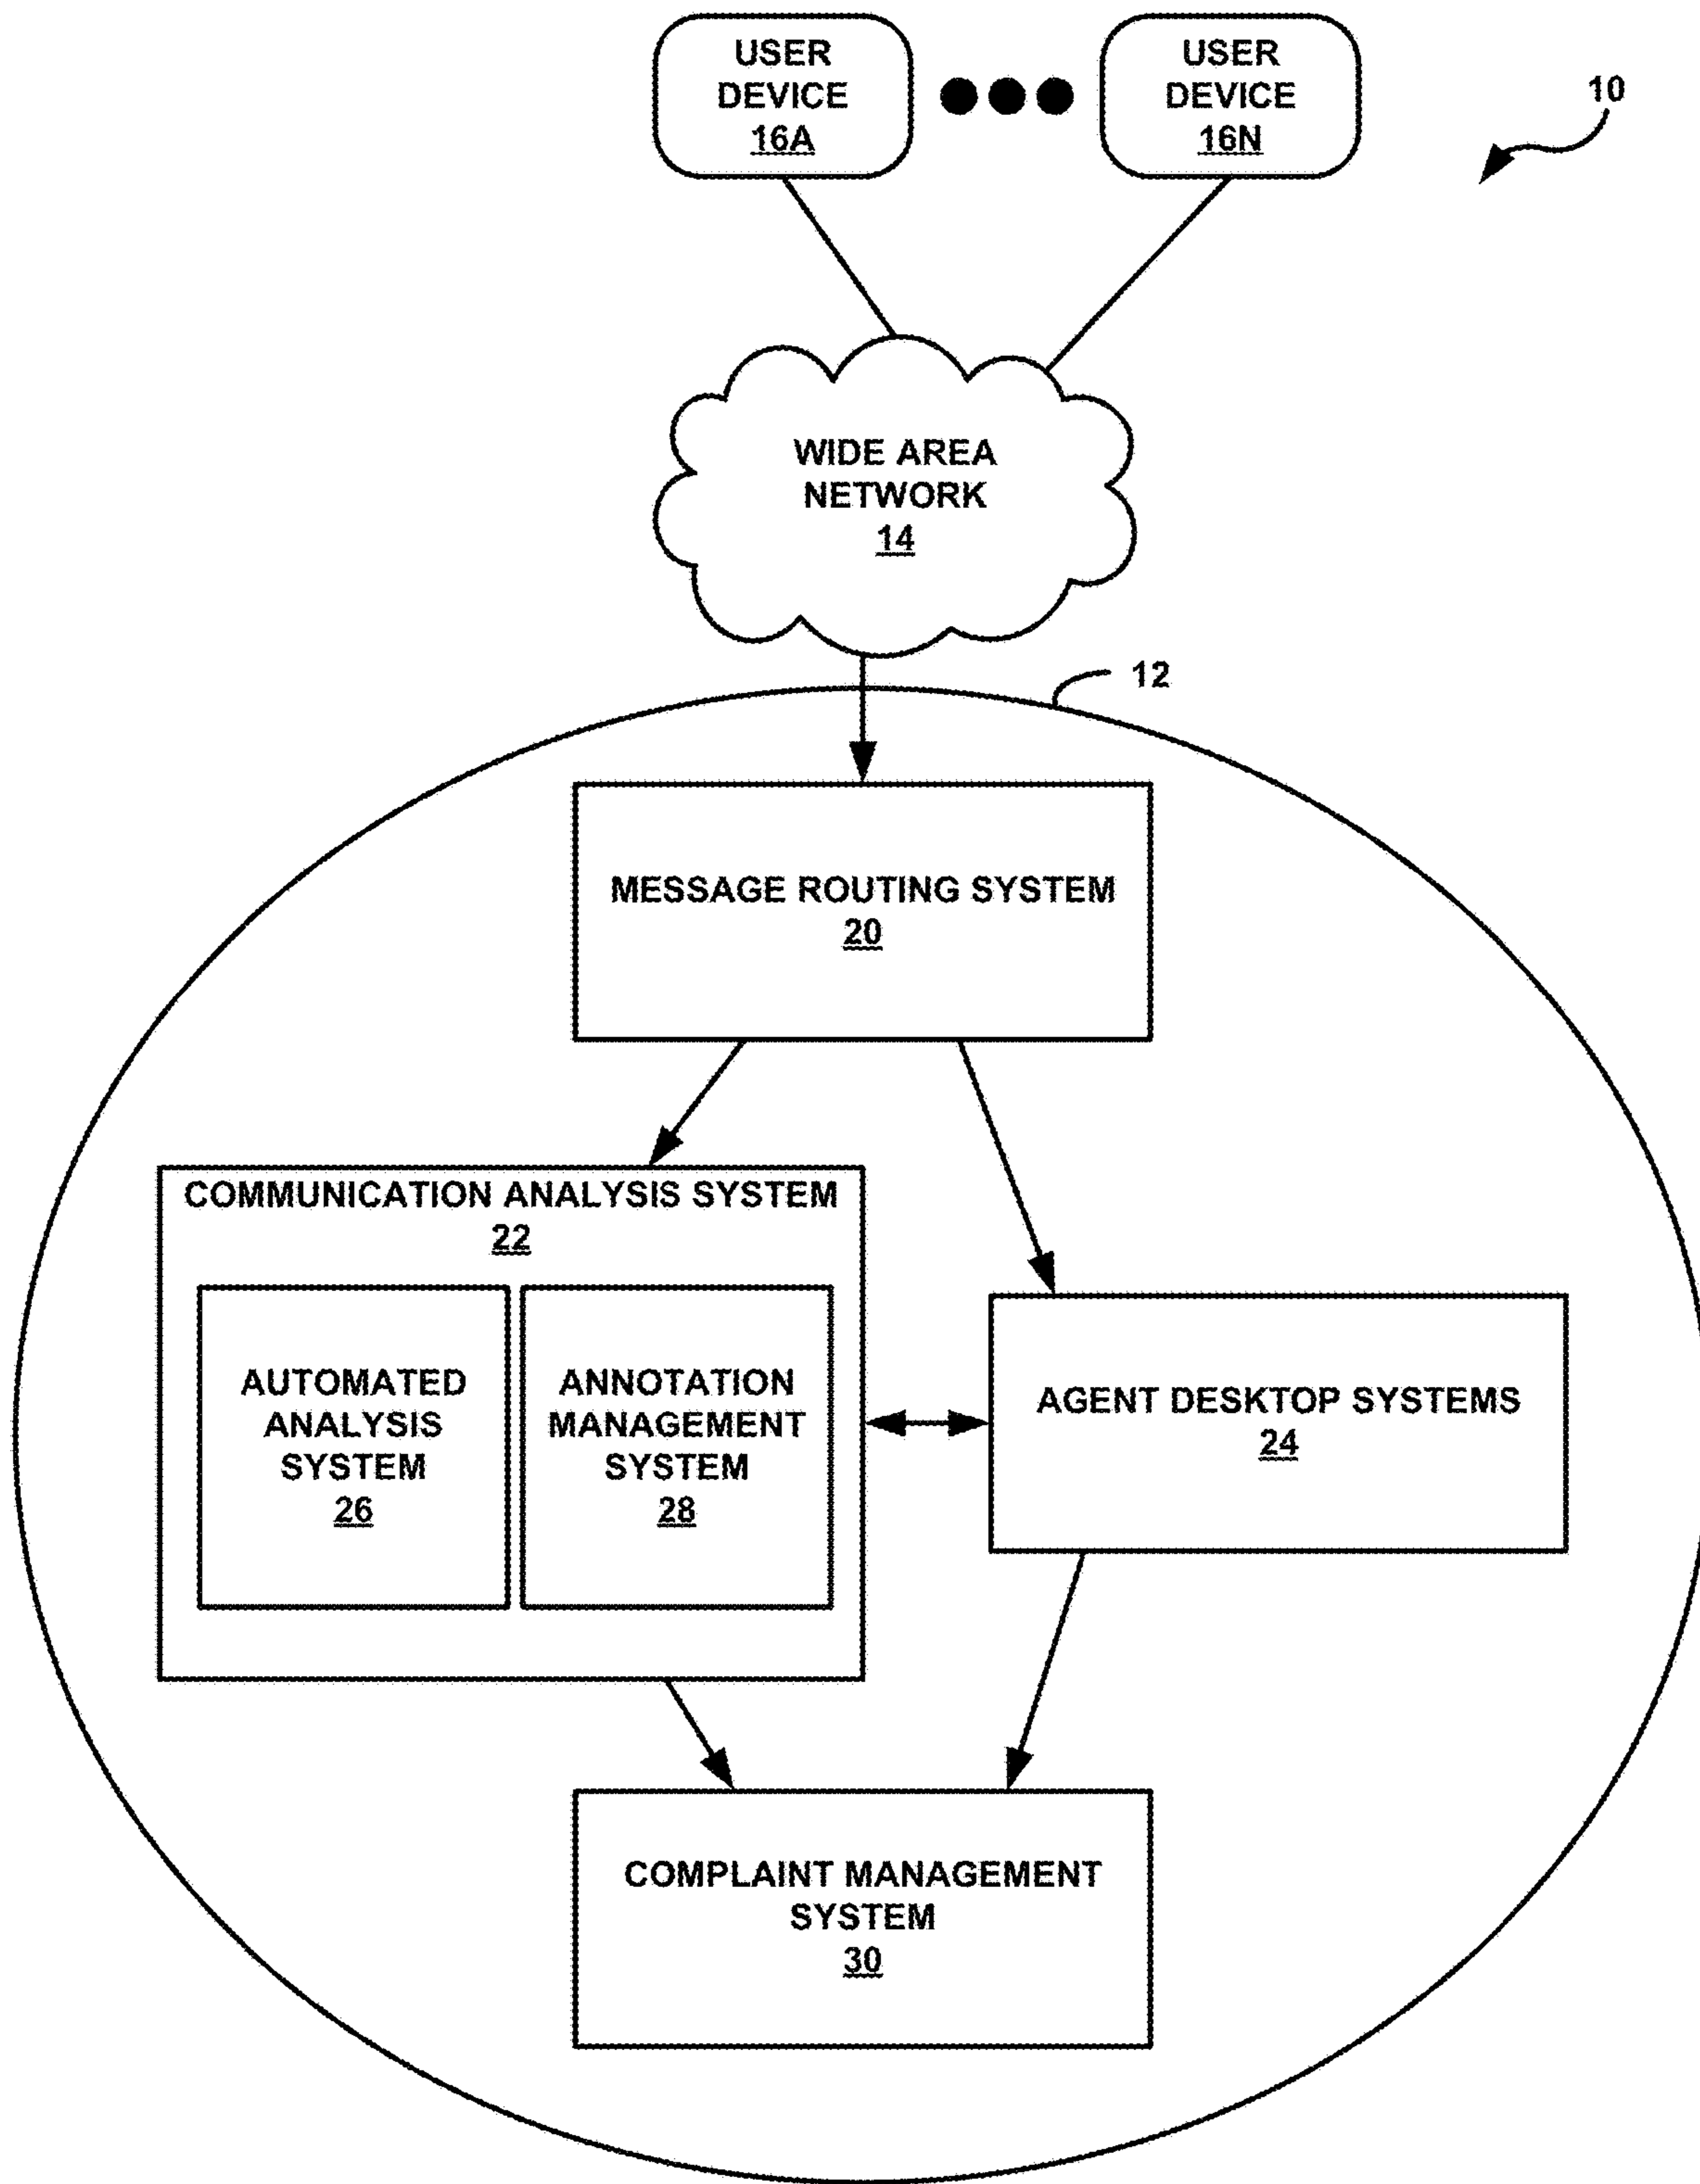 USER
DEVICE
16A
USER
DEVICE
16N
10
WIDE AREA
NETWORK
14
12
MESSAGE ROUTING SYSTEM
20
COMMUNICATION ANALYSIS SYSTEM
22
AUTOMATED
ANALYSIS
SYSTEM
26
ANNOTATION
MANAGEMENT
SYSTEM
28
AGENT DESKTOP SYSTEMS
24
COMPLAINT MANAGEMENT
SYSTEM
30